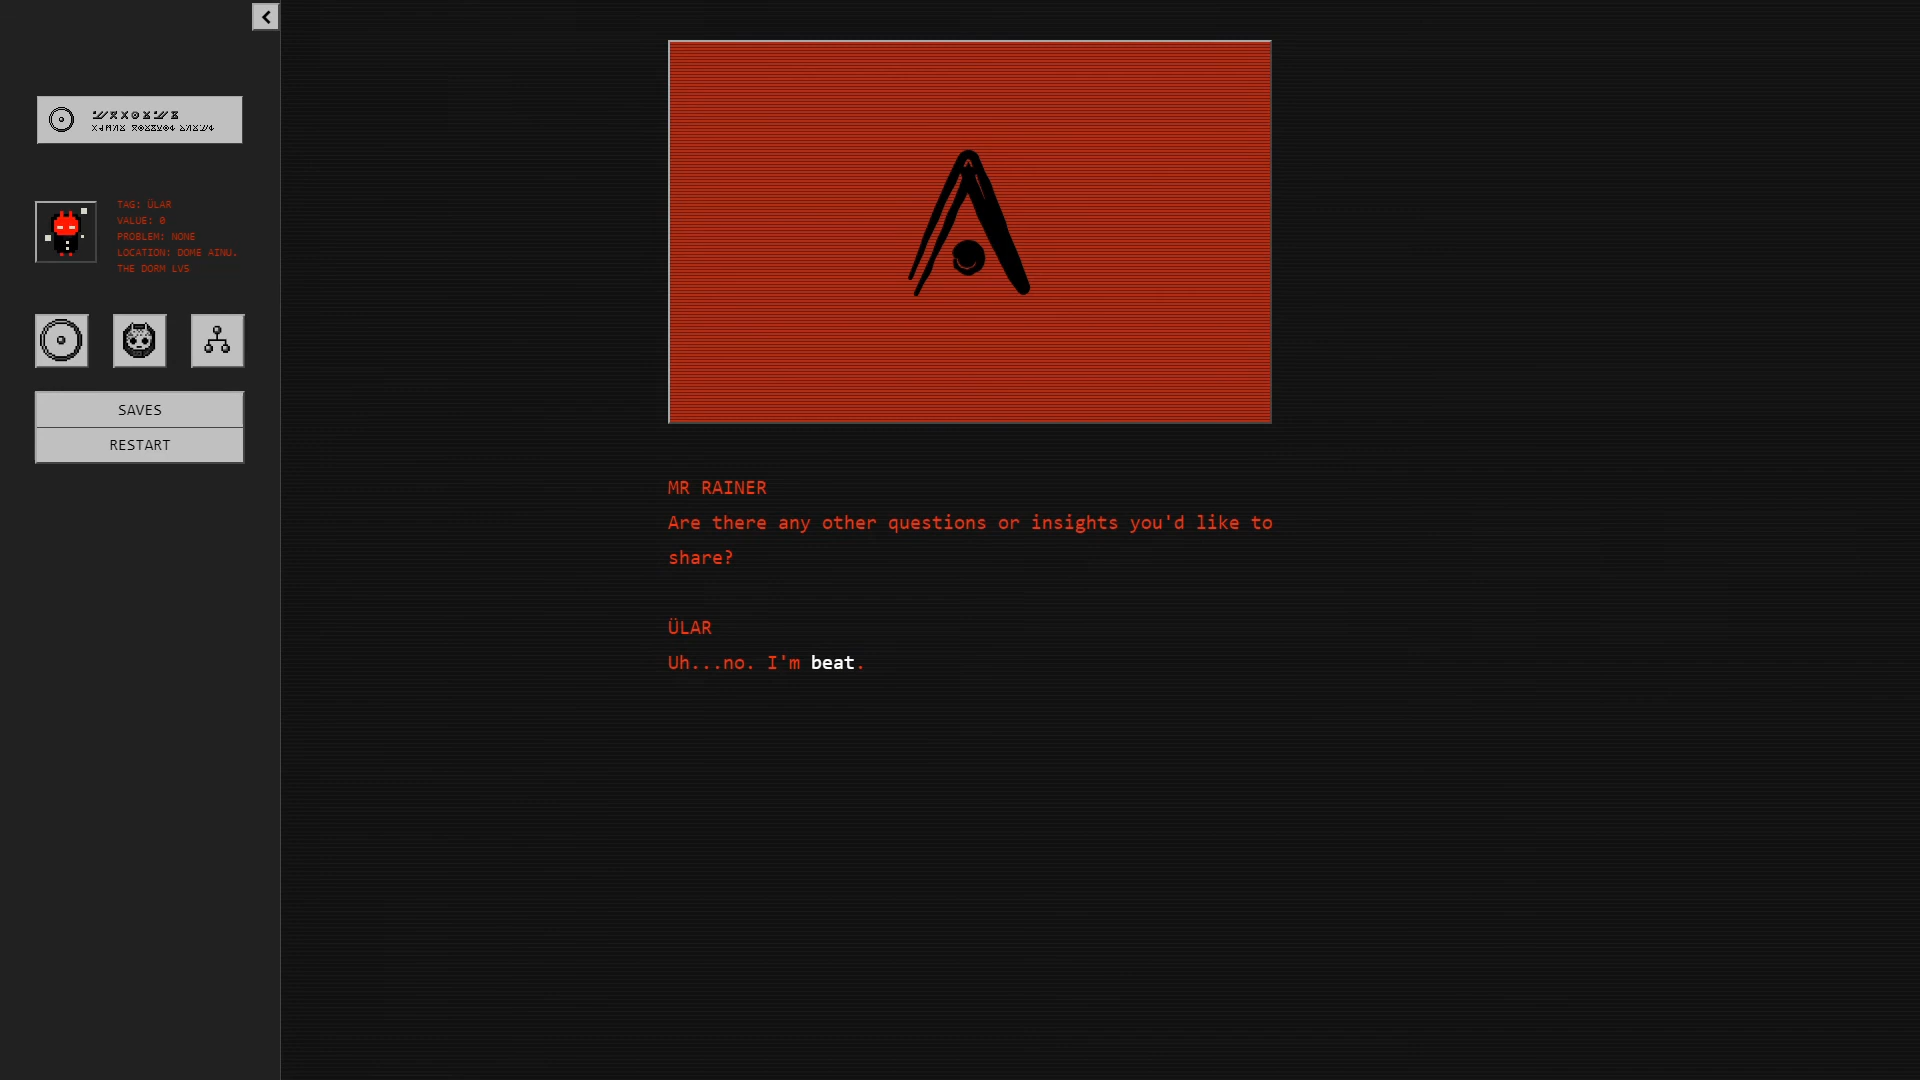 TAG: ÜLAR
VALUE: 0
PROBLEM: NONE
LOCATION: DOME AINU.
THE DORM LV5
SAVES
RESTART
MR RAINER
Are there any other questions or insights you'd like to
share?
ÜLAR
Uh...no. I'm beat.